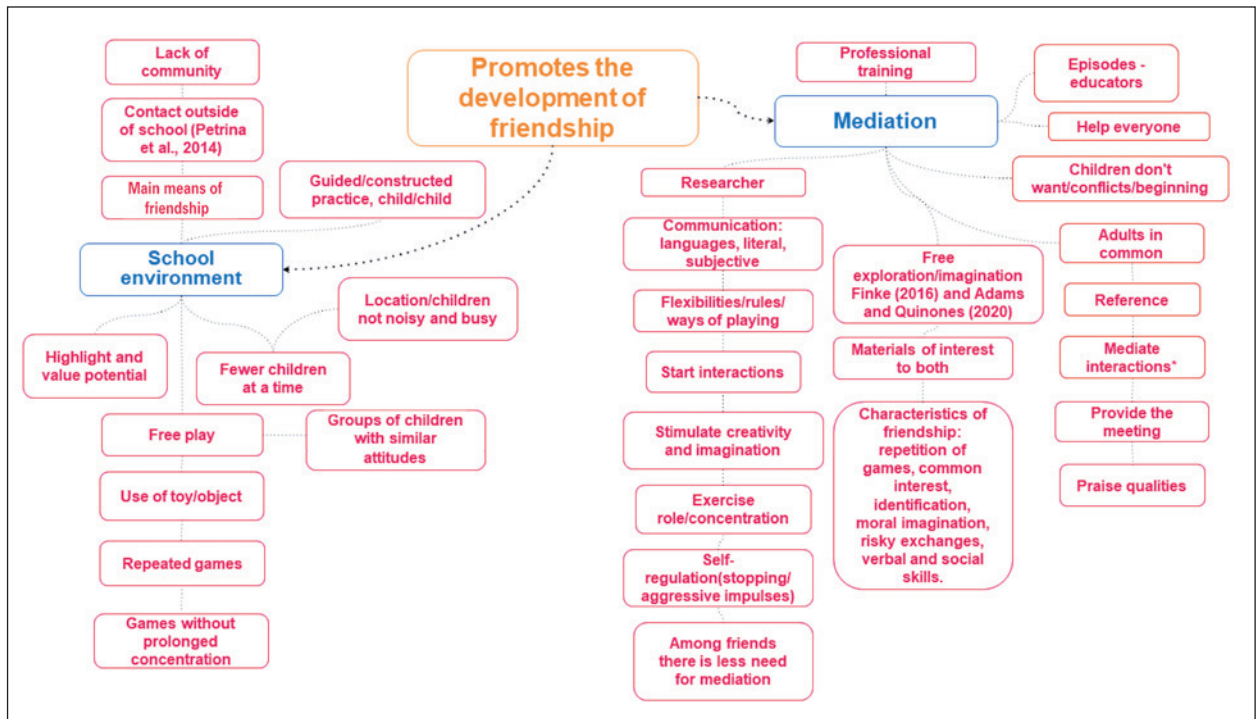 Promotes the
development of
friendship
Lack of
community
Contact outside
of school (Petrina
et al., 2014)
Main means of
friendship
Guided/constructed
practice, child/child
School
environment
Highlight and
value potential
Location/children
not noisy and busy
Fewer children
at a time
Free play
Groups of children
with similar
attitudes
Use of toy/object
Repeated games
Games without
prolonged
concentration
Professional
training
Mediation
Episodes -
educators
Help everyone
Children don't
want/conflicts/beginning
Researcher
Communication:
languages, literal,
subjective
Flexibilities/rules/
ways of playing
Start interactions
Stimulate creativity
and imagination
Exercise
role/concentration
Self-
regulation(stopping/
aggressive impulses)
Among friends
there is less need
for mediation
Free
exploration/imagination
Finke (2016) and Adams
and Quinones (2020)
Materials of interest
to both
Characteristics of
friendship:
repetition of
games, common
interest,
identification,
moral imagination,
risky exchanges,
verbal and social
skills.
Adults in
common
Reference
Mediate
interactions*
Provide the
meeting
Praise qualities